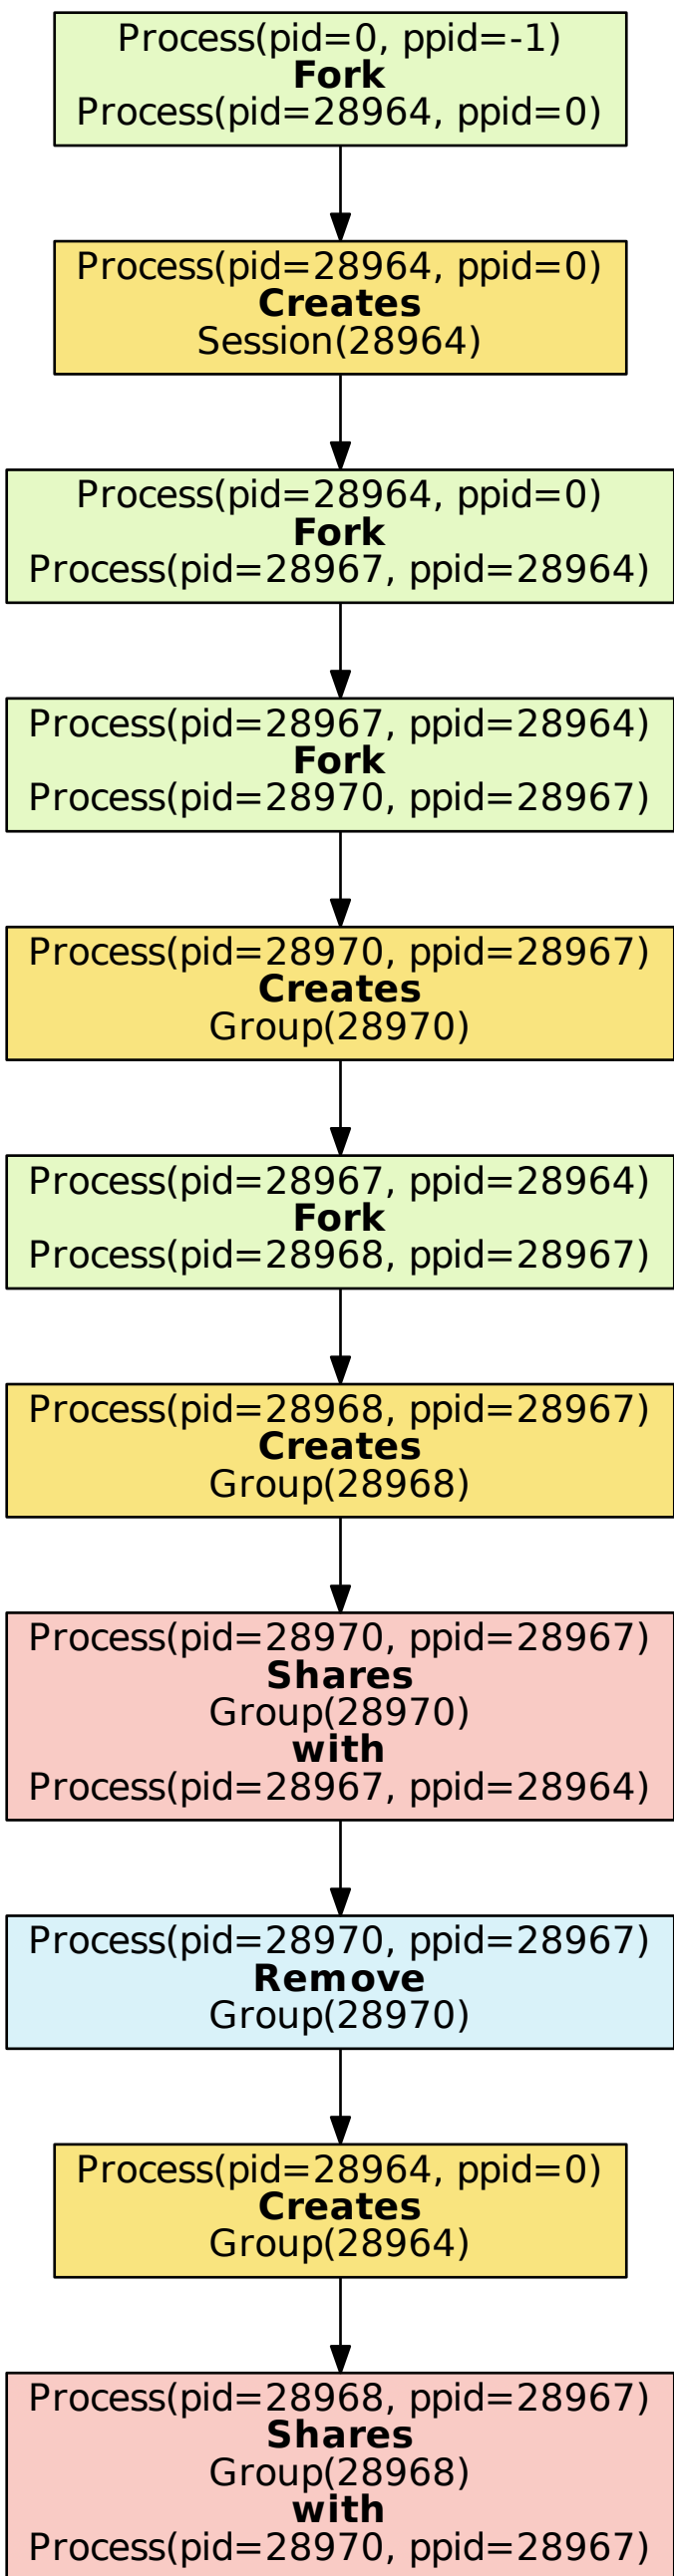 Process(pid=0, ppid=-1)
Fork
Process(pid=28964, ppid=0)
Process(pid=28964, ppid=0)
Creates
Session(28964)
Process(pid=28964, ppid=0)
Fork
Process(pid=28967, ppid=28964)
Process(pid=28967, ppid=28964)
Fork
Process(pid=28970, ppid=28967)
Process(pid=28970, ppid=28967)
Creates
Group(28970)
Process(pid=28967, ppid=28964)
Fork
Process(pid=28968, ppid=28967)
Process(pid=28968, ppid=28967)
Creates
Group(28968)
Process(pid=28970, ppid=28967)
Shares
Group(28970)
with
Process(pid=28967, ppid=28964)
Process(pid=28970, ppid=28967)
Remove
Group(28970)
Process(pid=28964, ppid=0)
Creates
Group(28964)
Process(pid=28968, ppid=28967)
Shares
Group(28968)
with
Process(pid=28970, ppid=28967)